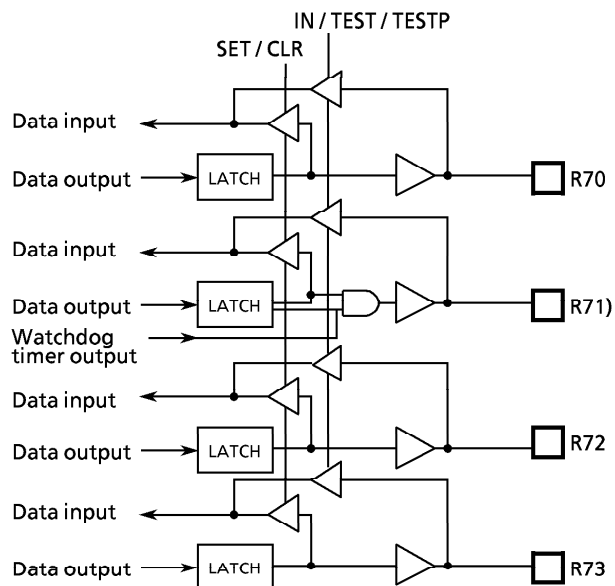 IN / TEST / TESTP
SET / CLR
Data input
Data output
LATCH
R70
Data input
Data output
LATCH
R71)
Watchdog
timer output
Data input
Data output
LATCH
R72
Data input
Data output
LATCH
R73